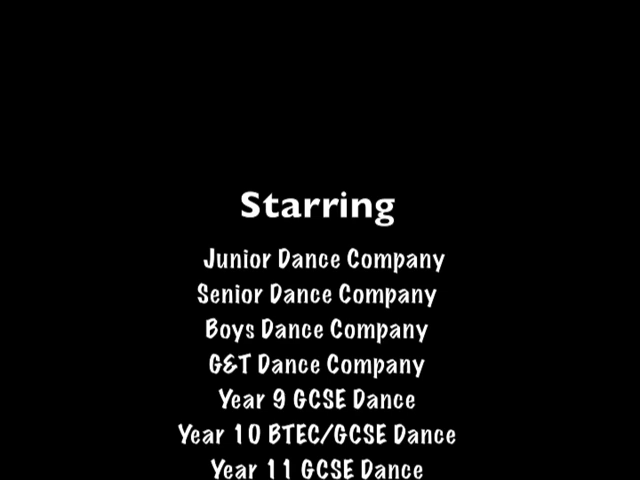 Starring
Junior Dance Company
Senior Dance Company
Boys Dance Company
G&T Dance Company
Year 9 GCSE Dance
Year 10 BTEC/GCSE Dance
Year 11 GCSE Dance